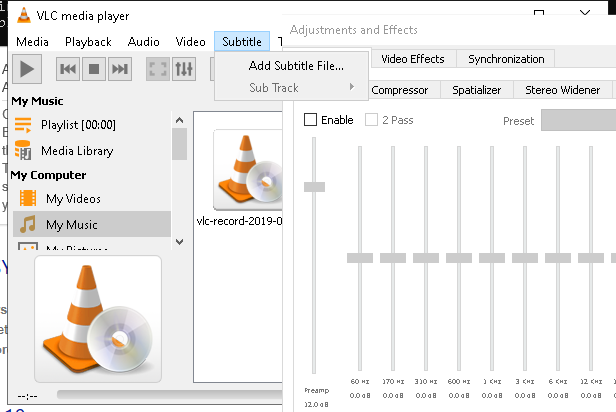 VLC media player
Adjustments and Effects
Media Playback Audio Video Subtitle T
Add Subtitle File...
Sub Track
Video Effects Synchronization
Compressor Spatializer Stereo Widener
Enable 2 Pass Preset
My Music
Playlist [00:00]
Media Library
My Computer
My Videos
My Music
My Pictures
vlc-record-2019-0
--:--
Preamp
12.0 dB
60 Hz 170 Hz 310 Hz 600 Hz 1 KHz 3 KHz 6 KHz 12 KHz
0.0 dB 0.0 dB 0.0 dB 0.0 dB 0.0 dB 0.0 dB 0.0 dB 0.0 dB